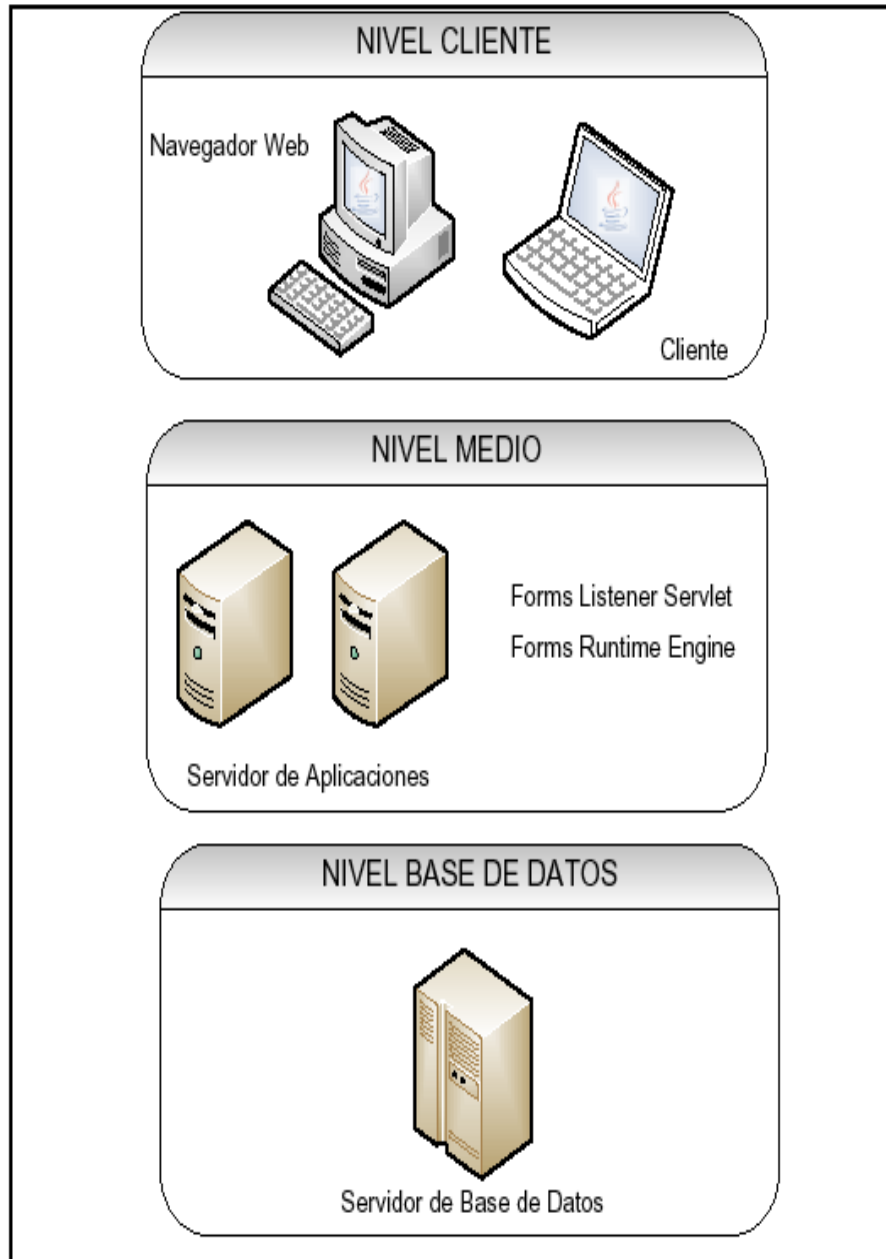 NIVEL CLIENTE
Navegador Web
Cliente
NIVEL MEDIO
Forms Listener Servlet
Forms Runtime Engine
Servidor de Aplicaciones
NIVEL BASE DE DATOS
Servidor de Base de Datos